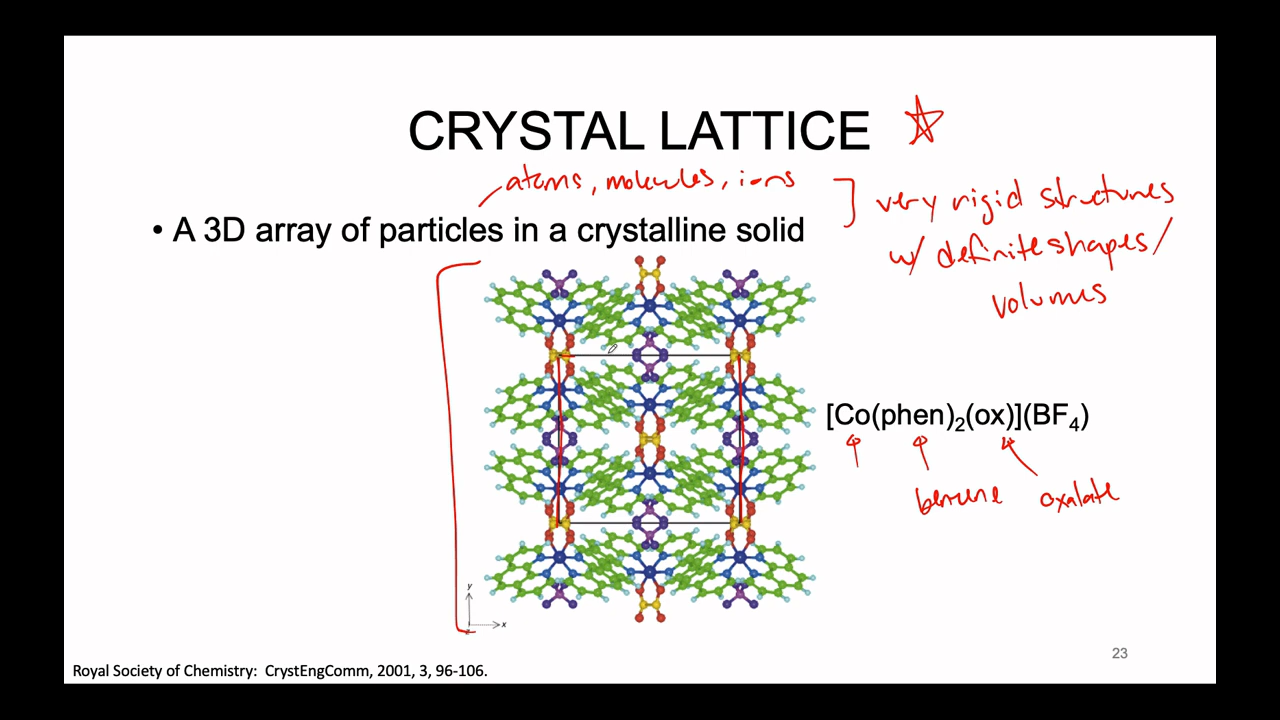 CRYSTAL LATTICE
atoms, molecules, ions
• A 3D array of particles in a crystalline solid
very rigid structures
w/ definite shapes/
volumes
[Co(phen)₂(ox)](BF₄)
benzene oxalate
y
x
z
23
Royal Society of Chemistry: CrystEngComm, 2001, 3, 96-106.